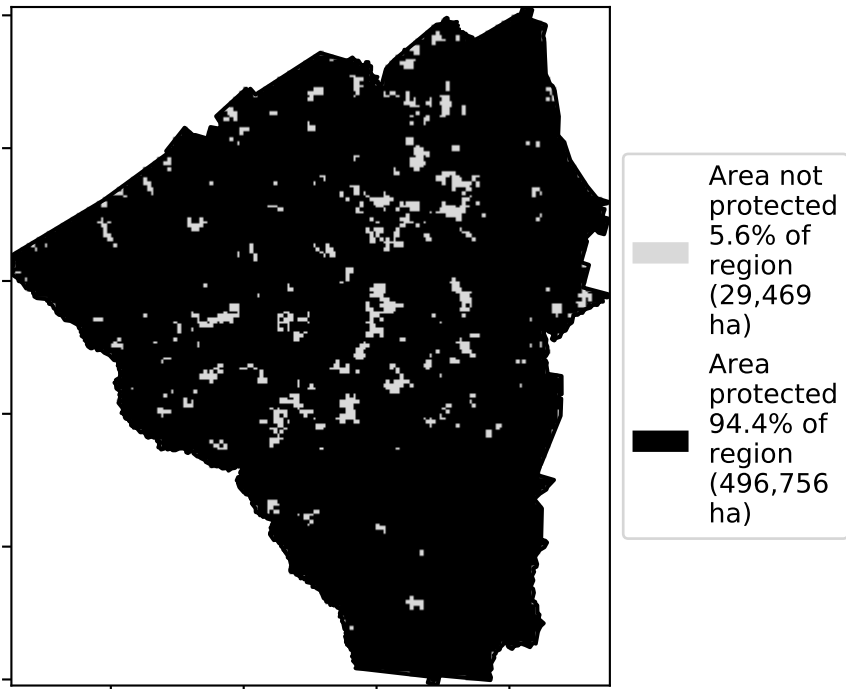 Area not
protected
5.6% of
region
(29,469
ha)
Area
protected
94.4% of
region
(496,756
ha)